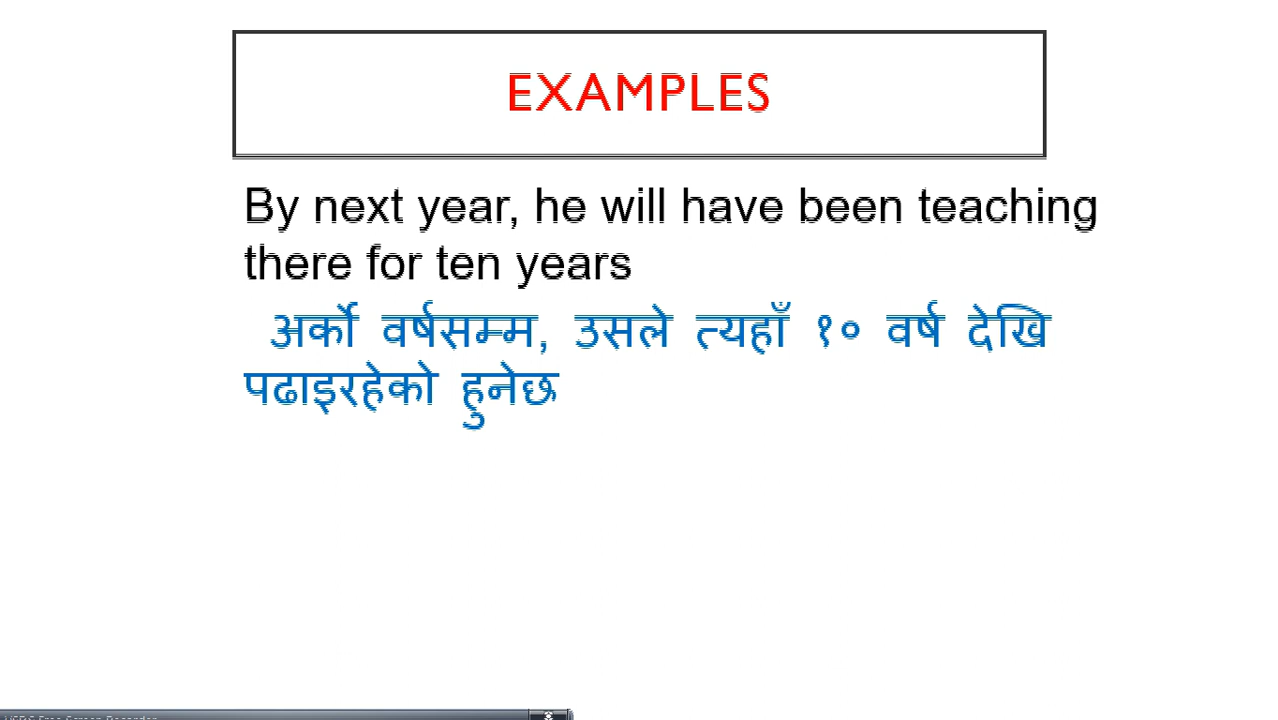 EXAMPLES
By next year, he will have been teaching
there for ten years
अर्को वर्षसम्म, उसले त्यहाँ १० वर्ष देखि
पढाइरहेको हुनेछ